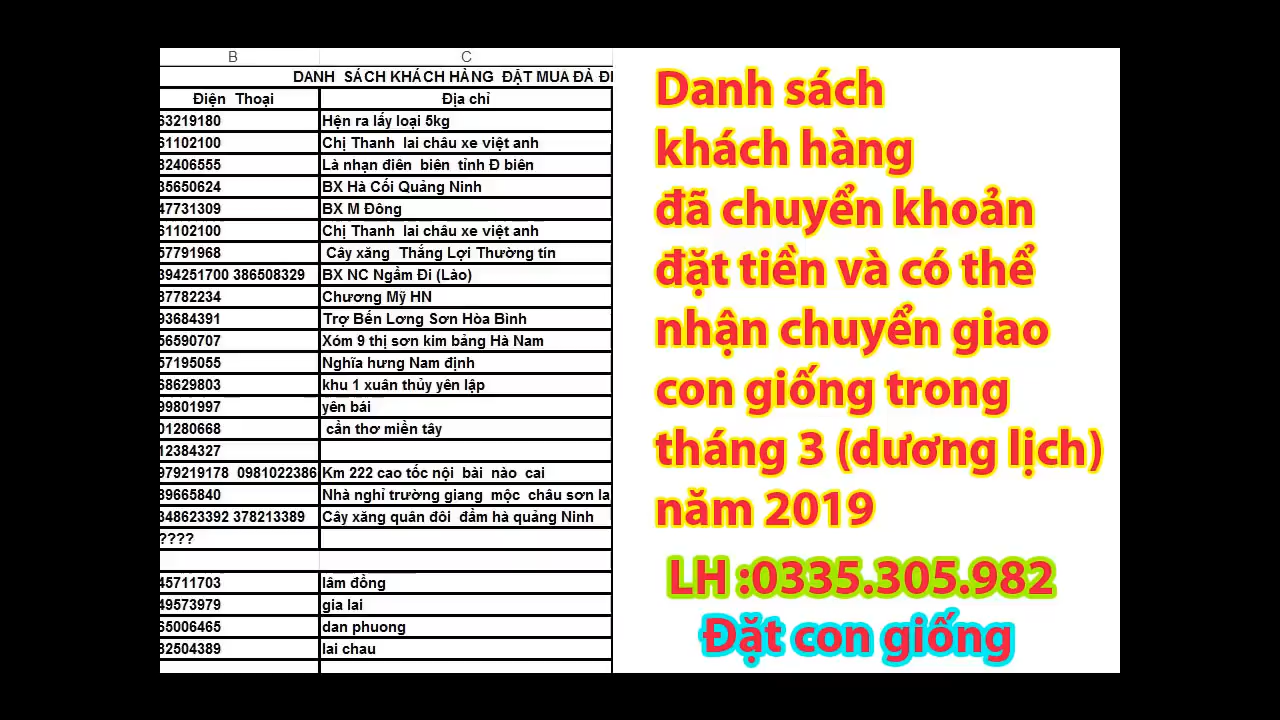 B C
DANH SÁCH KHÁCH HÀNG ĐẶT MUA ĐÀ ĐI
Điện Thoại Địa chỉ
63219180 Hện ra lấy loại 5kg
61102100 Chị Thanh lai châu xe việt anh
82406555 Là nhạn điên biên tỉnh Đ biên
35650624 BX Hà Cối Quảng Ninh
47731309 BX M Đông
61102100 Chị Thanh lai châu xe việt anh
57791968 Cây xăng Thắng Lợi Thường tín
394251700 386508329 BX NC Ngầm Đi (Lào)
87782234 Chương Mỹ HN
93684391 Trợ Bến Lơng Sơn Hòa Bình
56590707 Xóm 9 thị sơn kim bảng Hà Nam
57195055 Nghĩa hưng Nam định
68629803 khu 1 xuân thủy yên lập
99801997 yên bái
01280668 cần thơ miền tây
12384327
979219178 0981022386 Km 222 cao tốc nội bài nào cai
89665840 Nhà nghỉ trường giang mộc châu sơn la
348623392 378213389 Cây xăng quân đôi đầm hà quảng Ninh
????
45711703 lâm đồng
49573979 gia lai
65006465 dan phuong
82504389 lai chau
Danh sách
khách hàng
đã chuyển khoản
đặt tiền và có thể
nhận chuyển giao
con giống trong
tháng 3 (dương lịch)
năm 2019
LH :0335.305.982
Đặt con giống